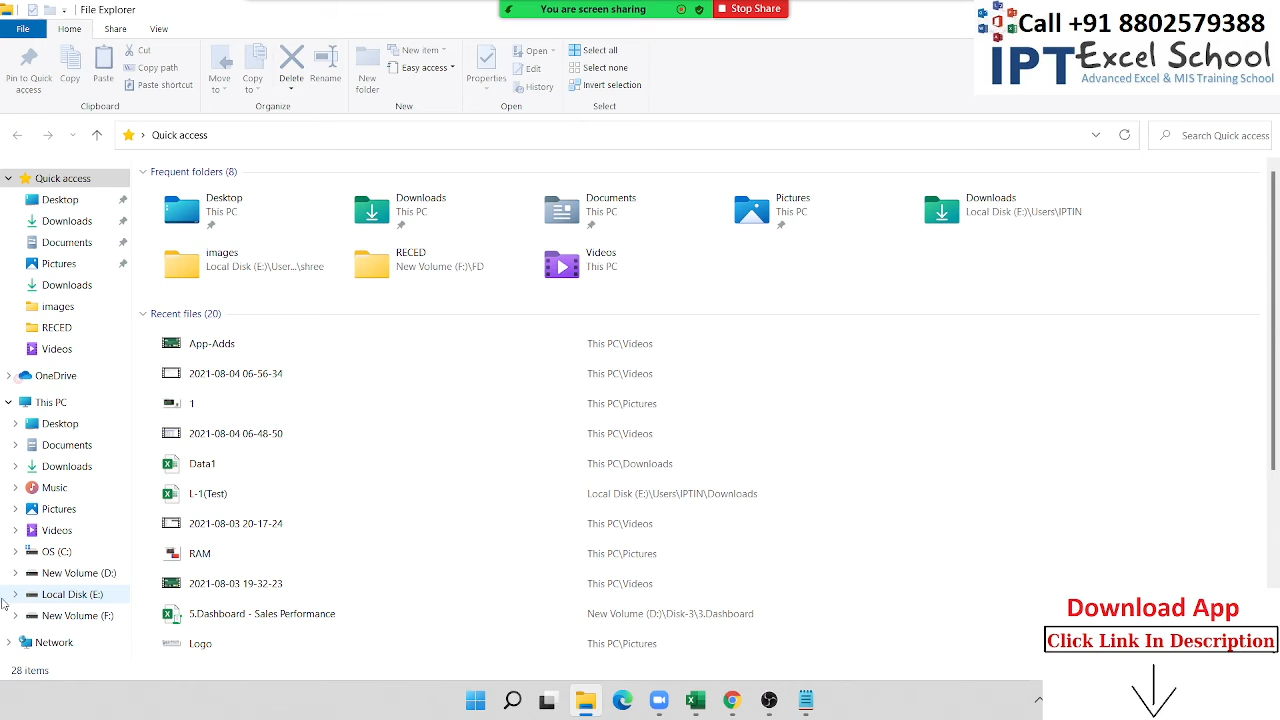 File Explorer
You are screen sharing
Stop Share
Call +91 8802579388
IPT Excel School
Advanced Excel & MIS Training School
File
Home
Share
View
Pin to Quick access
Copy
Paste
Cut
Copy path
Paste shortcut
Clipboard
Move to
Copy to
Delete
Rename
Organize
New folder
New item
Easy access
New
Properties
Open
Edit
History
Open
Select all
Select none
Invert selection
Select
Quick access
Search Quick access
Quick access
Desktop
Downloads
Documents
Pictures
Downloads
images
RECED
Videos
OneDrive
This PC
Desktop
Documents
Downloads
Music
Pictures
Videos
OS (C:)
New Volume (D:)
Local Disk (E:)
New Volume (F:)
Network
Frequent folders (8)
Desktop
This PC
Downloads
This PC
Documents
This PC
Pictures
This PC
Downloads
Local Disk (E:)\Users\IPTIN
images
Local Disk (E:)\User...\shree
RECED
New Volume (F:)\FD
Videos
This PC
Recent files (20)
App-Adds This PC\Videos
2021-08-04 06-56-34 This PC\Videos
1 This PC\Pictures
2021-08-04 06-48-50 This PC\Videos
Data1 This PC\Downloads
L-1(Test) Local Disk (E:)\Users\IPTIN\Downloads
2021-08-03 20-17-24 This PC\Videos
RAM This PC\Pictures
2021-08-03 19-32-23 This PC\Videos
5.Dashboard - Sales Performance New Volume (D:)\Disk-3\3.Dashboard
Logo This PC\Pictures
28 items
Download App
Click Link In Description